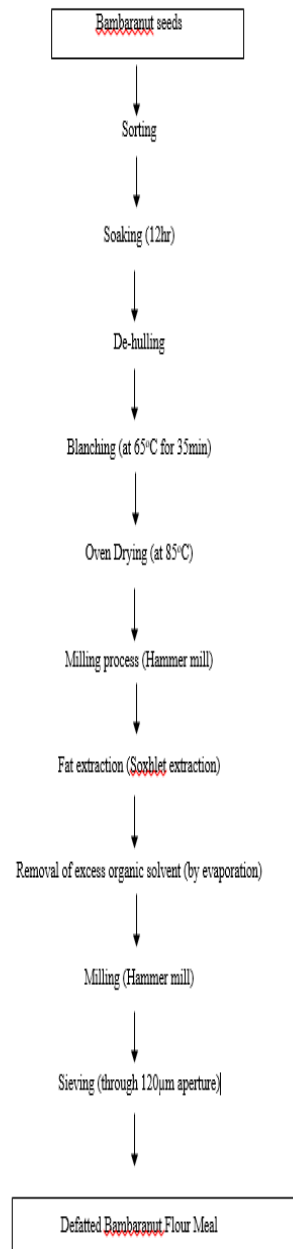 Bambaranut seeds
Sorting
Soaking (12hr)
De-hulling
Blanching (at 65°C for 35min)
Oven Drying (at 85°C)
Milling process (Hammer mill)
Fat extraction (Soxhlet extraction)
Removal of excess organic solvent (by evaporation)
Milling (Hammer mill)
Sieving (through 120µm aperture)
Defatted Bambaranut Flour Meal